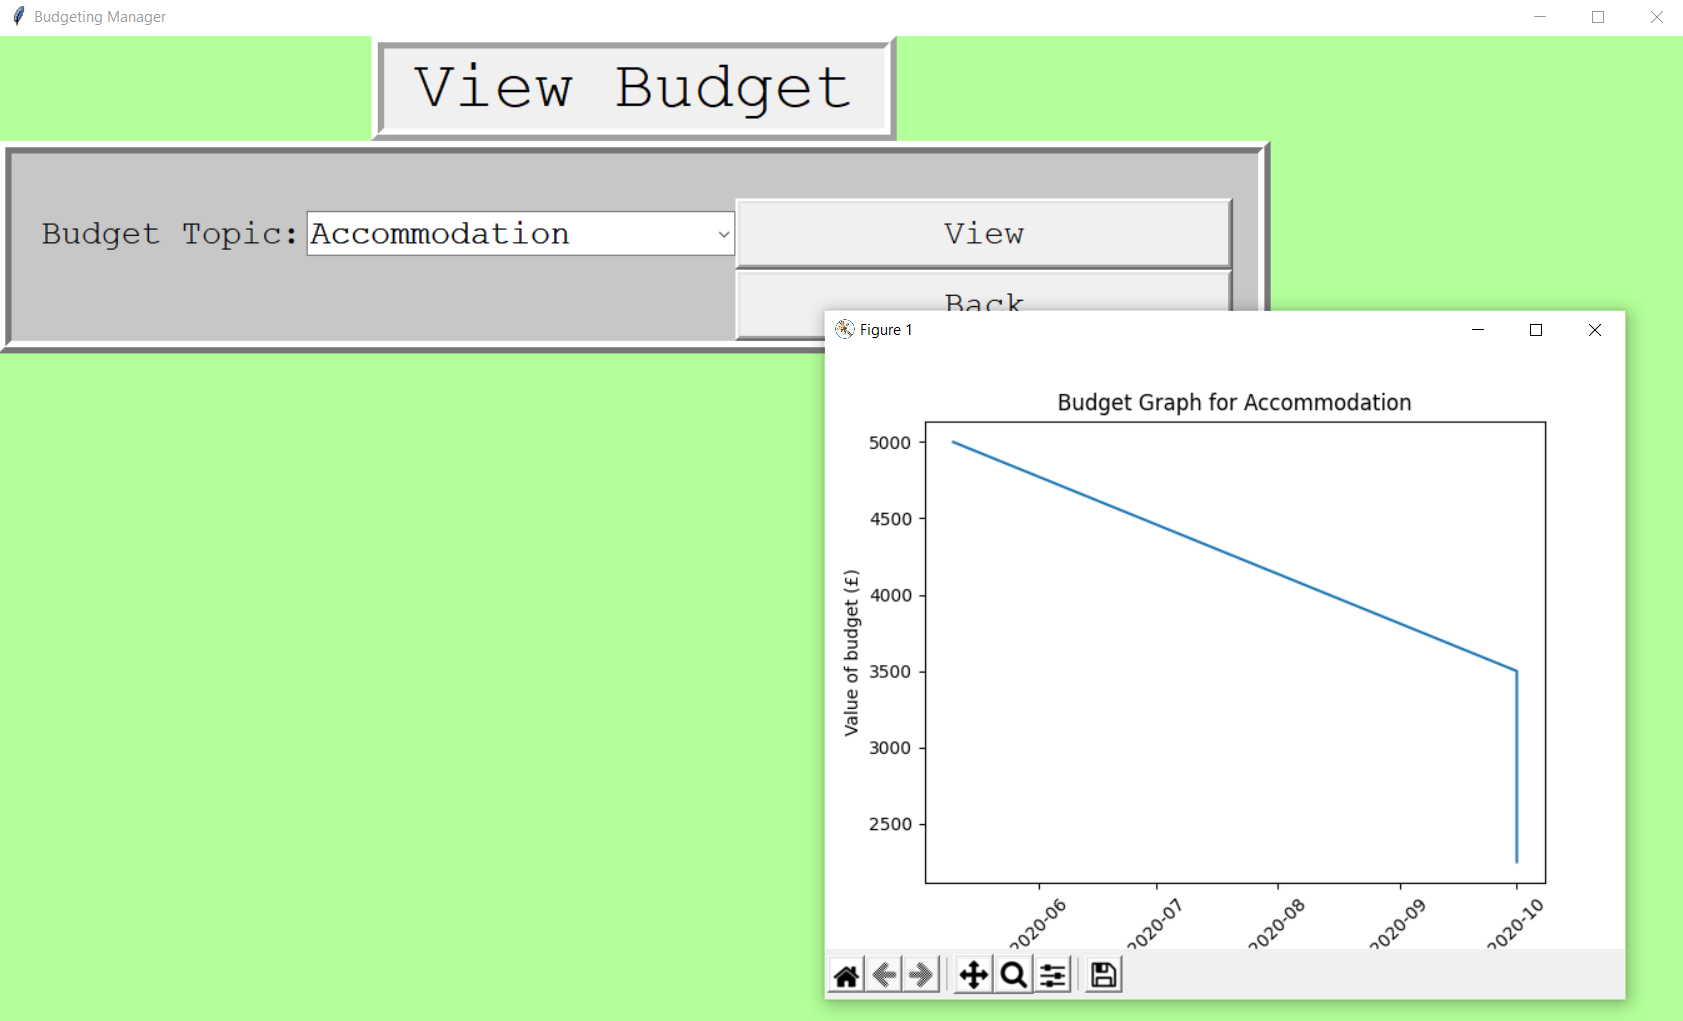 Budgeting Manager
View Budget
Budget Topic: Accommodation View
Back
Figure 1
Budget Graph for Accommodation
Value of budget (£)
5000
4500
4000
3500
3000
2500
2020-06 2020-07 2020-08 2020-09 2020-10